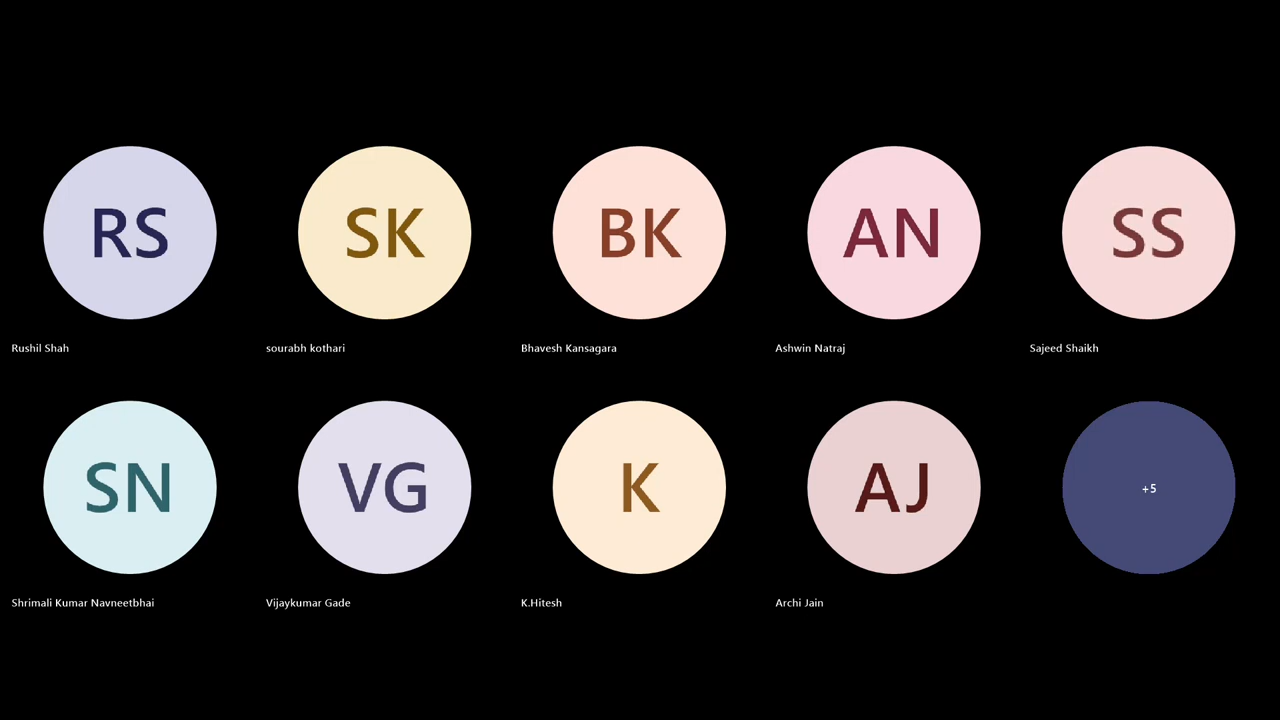 RS
SK
BK
AN
SS
Rushil Shah
sourabh kothari
Bhavesh Kansagara
Ashwin Natraj
Sajeed Shaikh
SN
VG
K
AJ
+5
Shrimali Kumar Navneetbhai
Vijaykumar Gade
K.Hitesh
Archi Jain